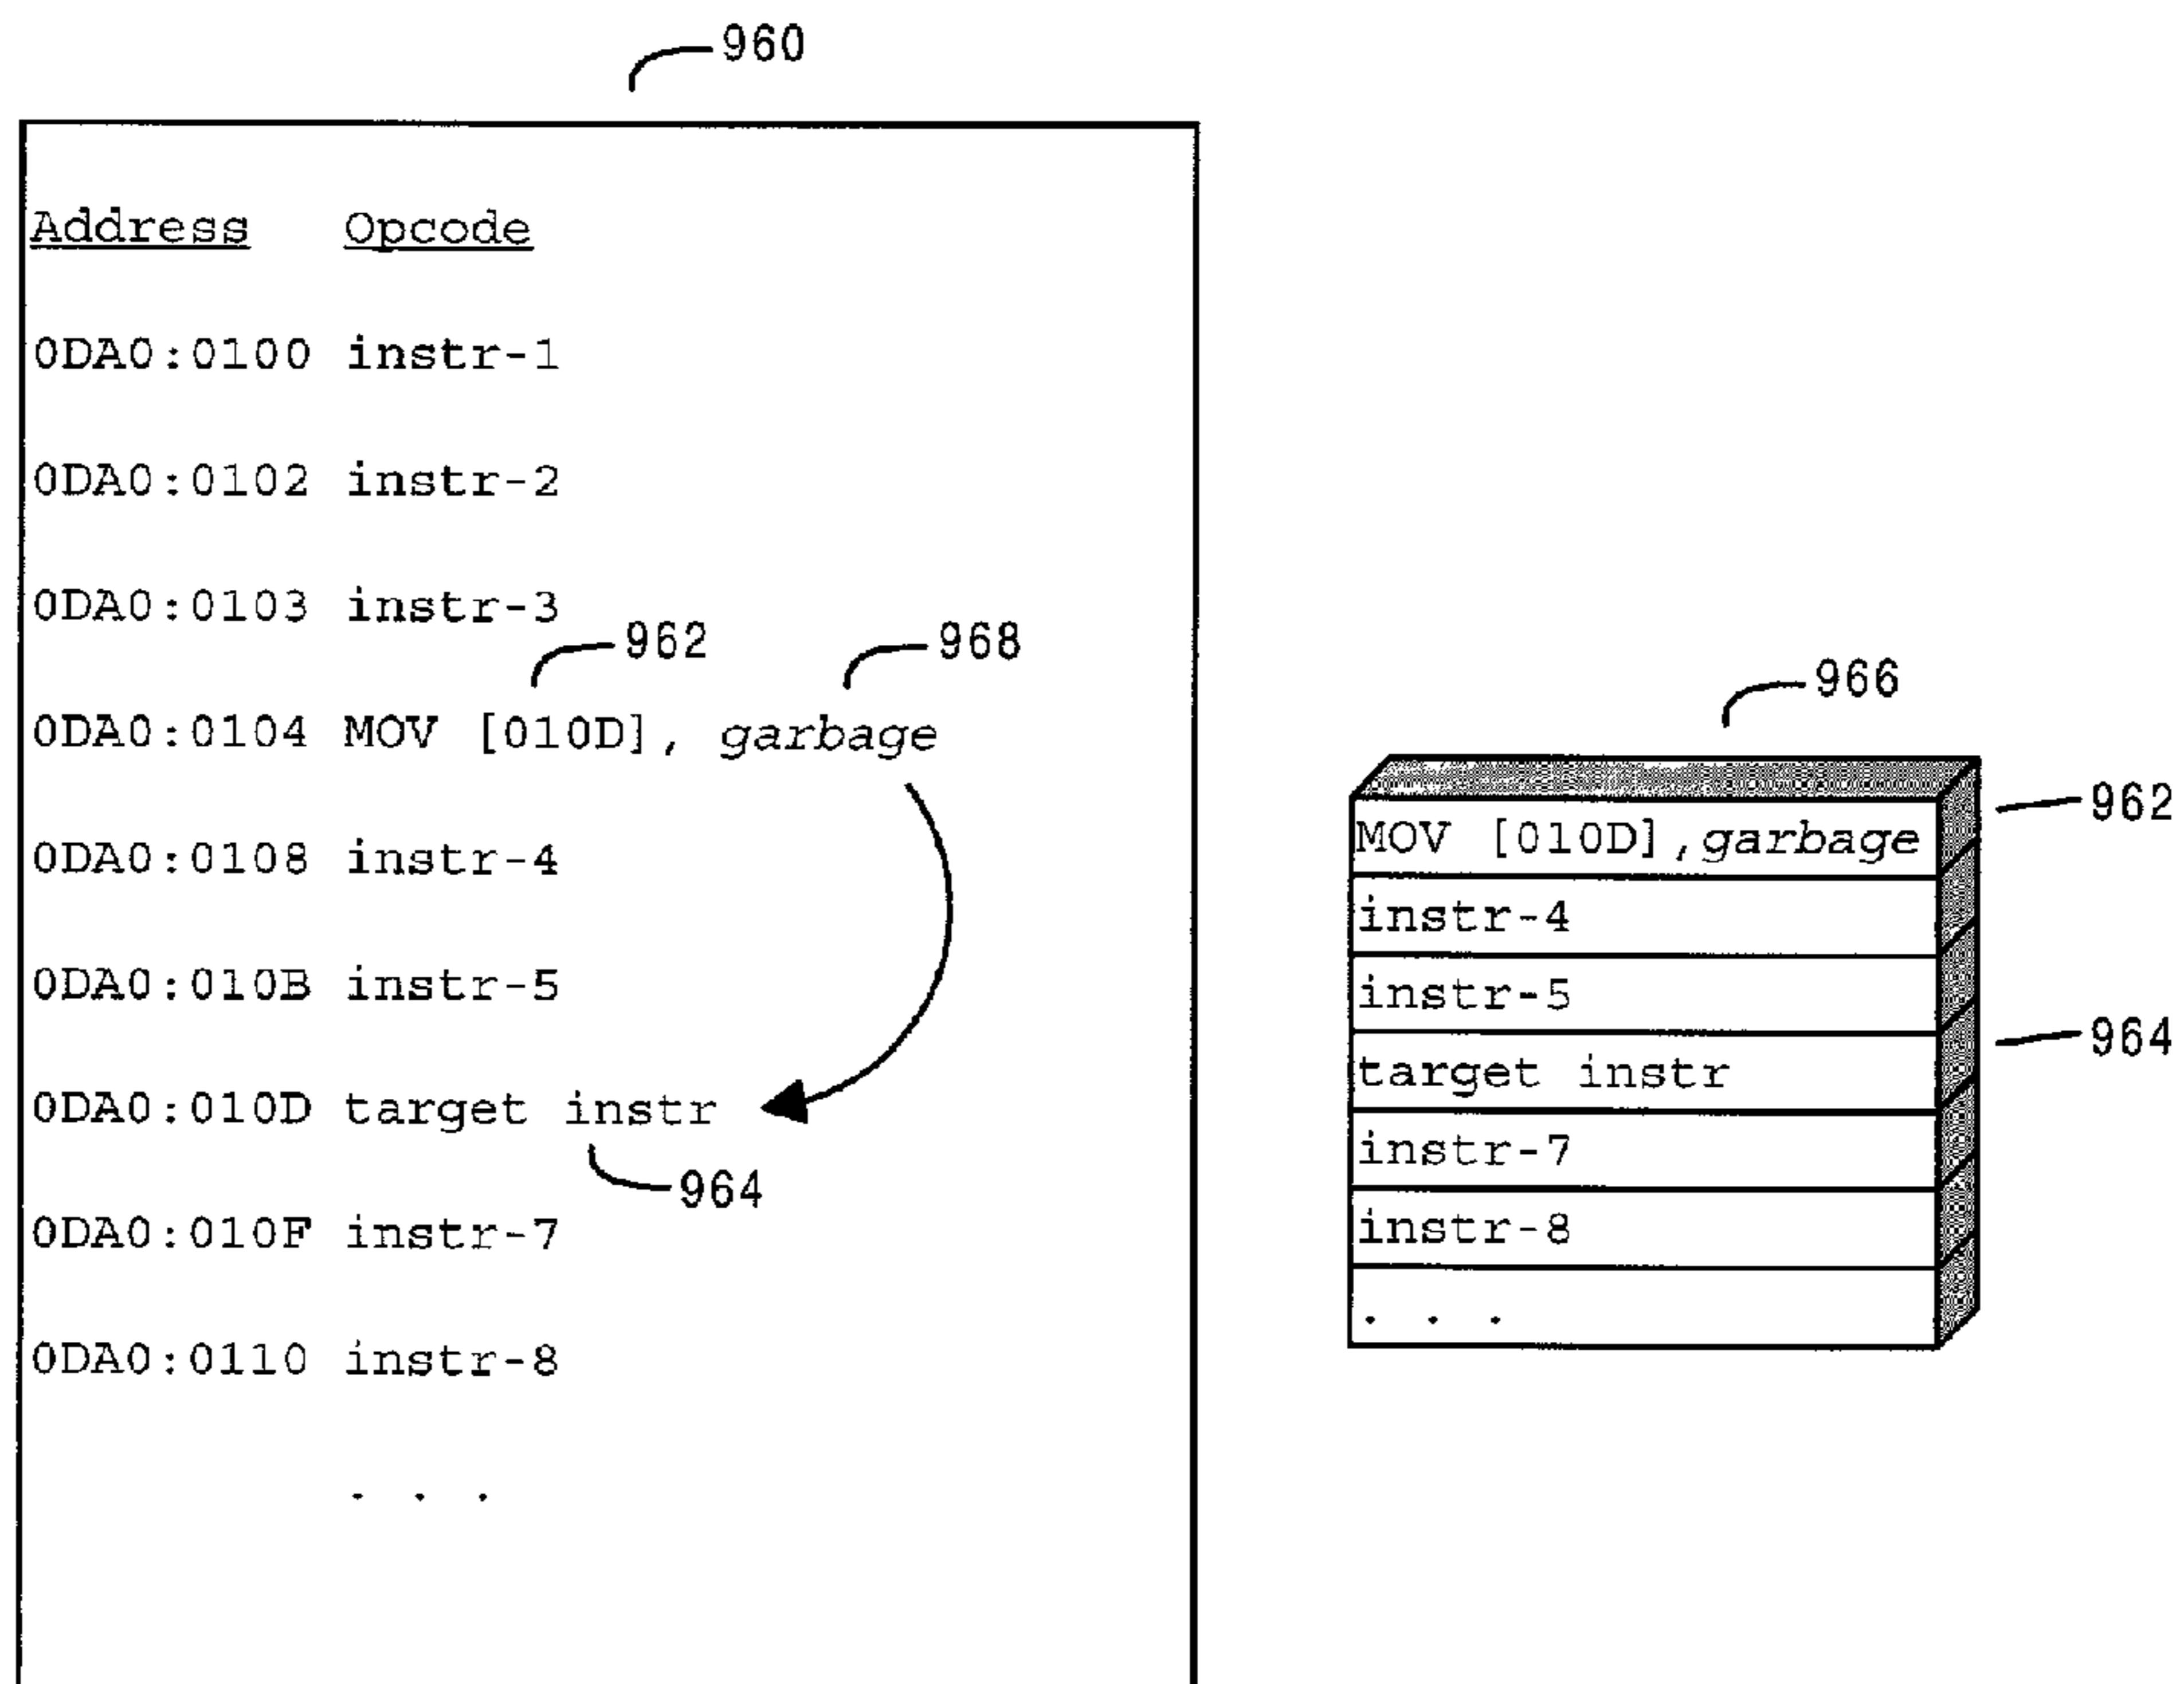 960
Address Opcode
0DA0:0100 instr-1
0DA0:0102 instr-2
0DA0:0103 instr-3
962 968
0DA0:0104 MOV [010D], garbage
0DA0:0108 instr-4
0DA0:010B instr-5
0DA0:010D target instr
964
0DA0:010F instr-7
0DA0:0110 instr-8
. . .
966
962
MOV [010D],garbage
instr-4
instr-5
964
target instr
instr-7
instr-8
. . .